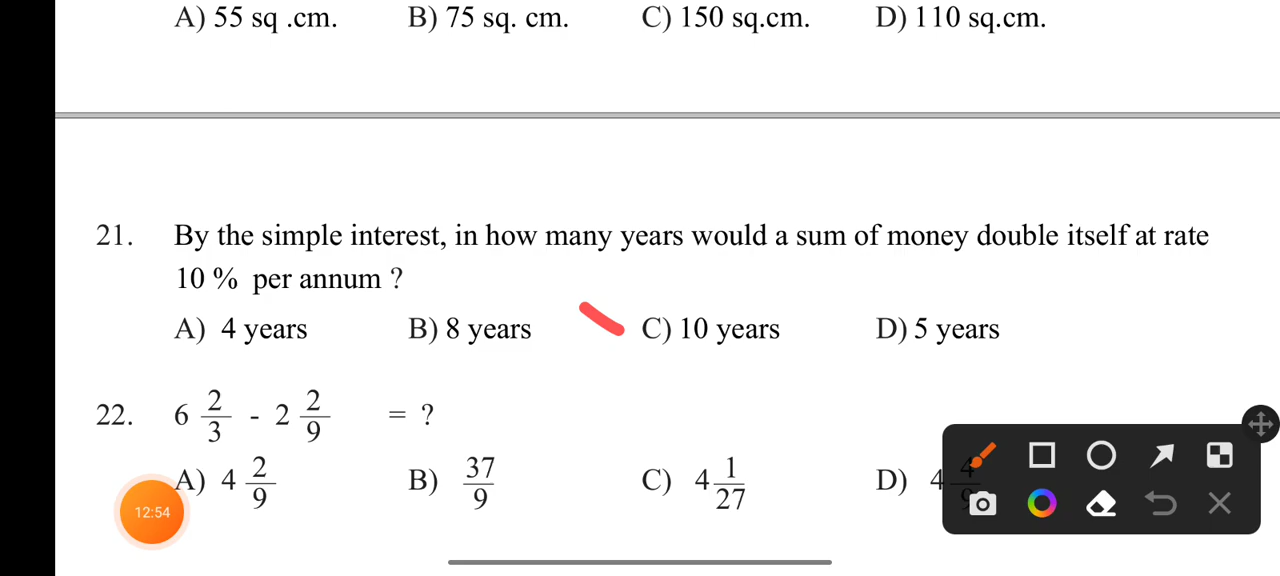 A) 55 sq .cm. B) 75 sq. cm. C) 150 sq.cm. D) 110 sq.cm.
21. By the simple interest, in how many years would a sum of money double itself at rate
10 % per annum ?
A) 4 years B) 8 years C) 10 years D) 5 years
22. 6 2/3 - 2 2/9 = ?
A) 4 2/9 B) 37/9 C) 4 1/27 D) 4 4/9
12:54